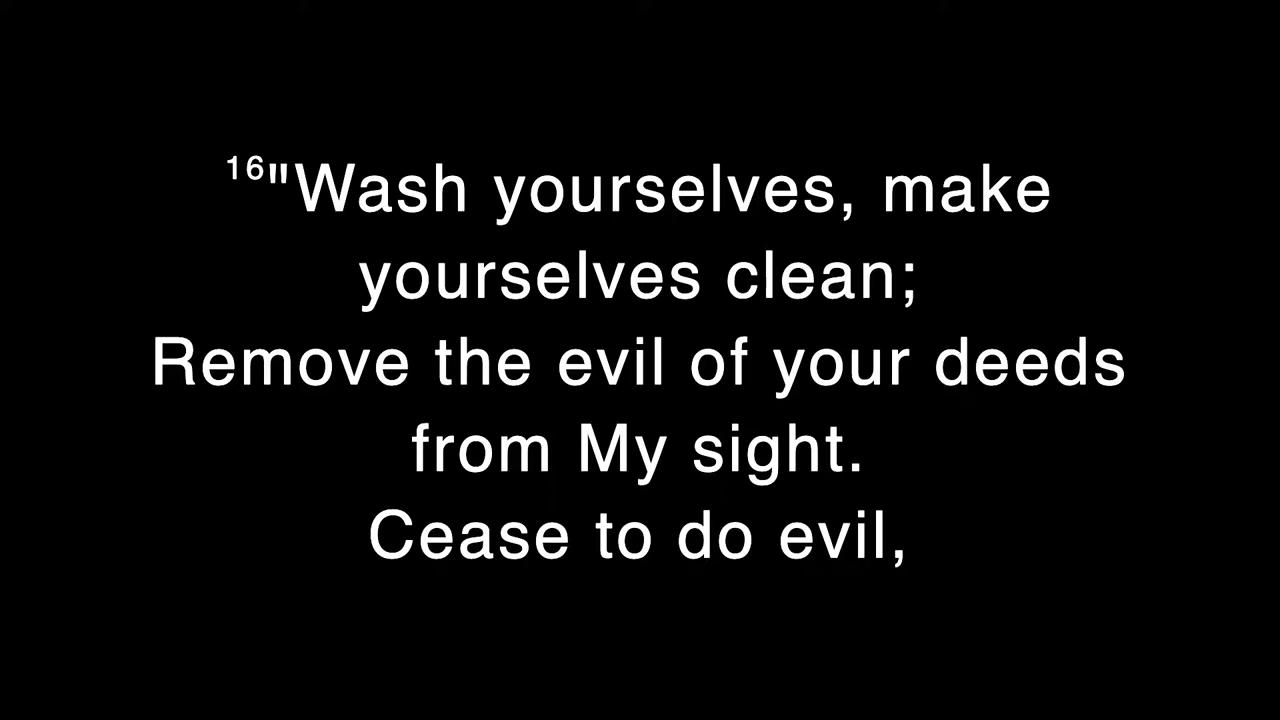 16"Wash yourselves, make
yourselves clean;
Remove the evil of your deeds
from My sight.
Cease to do evil,